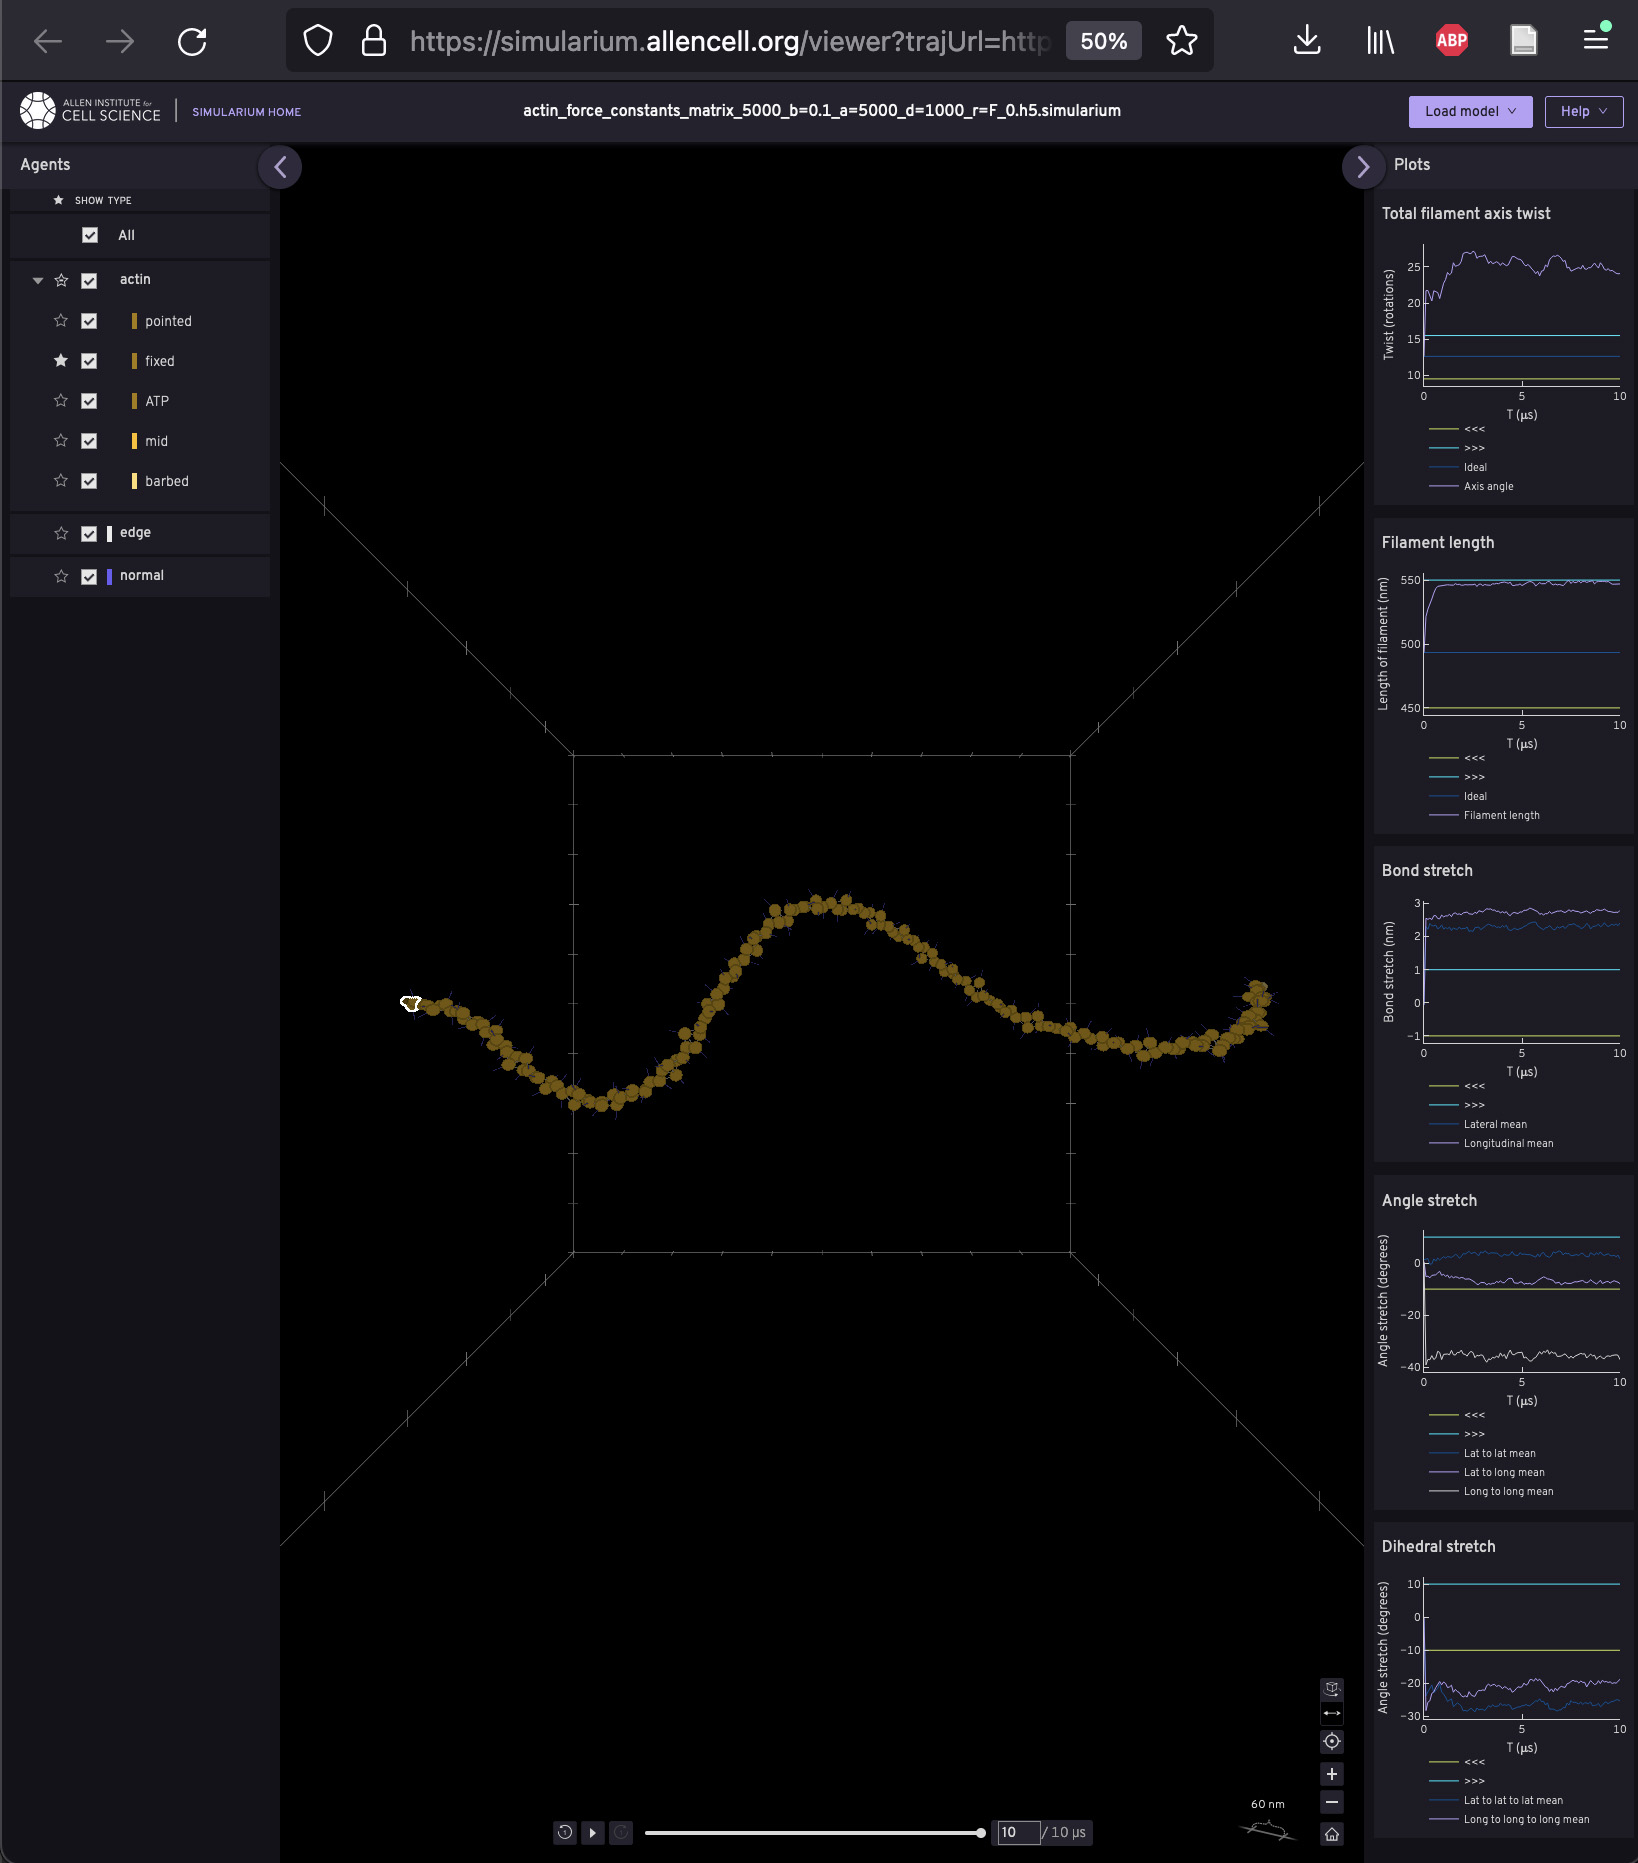 https://simularium.allencell.org/viewer?trajUrl=http
50%
ABP
ALLEN INSTITUTE for
CELL SCIENCE
SIMULARIUM HOME
actin_force_constants_matrix_5000_b=0.1_a=5000_d=1000_r=F_0.h5.simularium
Load model
Help
Agents
SHOW TYPE
All
actin
pointed
fixed
ATP
mid
barbed
edge
normal
60 nm
10 / 10 µs
Plots
Total filament axis twist
Twist (rotations)
25
20
15
10
0 5 10
T (µs)
<<<
>>>
Ideal
Axis angle
Filament length
Length of filament (nm)
550
500
450
0 5 10
T (µs)
<<<
>>>
Ideal
Filament length
Bond stretch
Bond stretch (nm)
3
2
1
0
−1
0 5 10
T (µs)
<<<
>>>
Lateral mean
Longitudinal mean
Angle stretch
Angle stretch (degrees)
0
−20
−40
0 5 10
T (µs)
<<<
>>>
Lat to lat mean
Lat to long mean
Long to long mean
Dihedral stretch
Angle stretch (degrees)
10
0
−10
−20
−30
0 5 10
T (µs)
<<<
>>>
Lat to lat to lat mean
Long to long to long mean